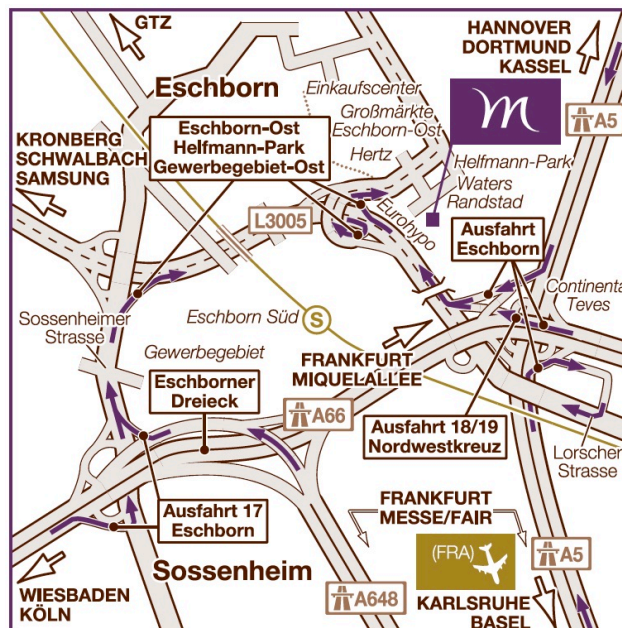 GTZ
HANNOVER
DORTMUND
KASSEL
Eschborn
Einkaufscenter
Großmärkte
Eschborn-Ost
Hertz
m
A5
KRONBERG
SCHWALBACH
SAMSUNG
Eschborn-Ost
Helfmann-Park
Gewerbegebiet-Ost
Helfmann-Park
Waters
Randstad
L3005
Eurohypo
Ausfahrt
Eschborn
Continenta
Teves
Sossenheimer
Strasse
Eschborn Süd
S
Gewerbegebiet
FRANKFURT
MIQUELALLEE
Eschborner
Dreieck
A66
Ausfahrt 18/19
Nordwestkreuz
Lorscher
Strasse
Ausfahrt 17
Eschborn
FRANKFURT
MESSE/FAIR
(FRA)
A5
Sossenheim
WIESBADEN
KÖLN
A648
KARLSRUHE
BASEL